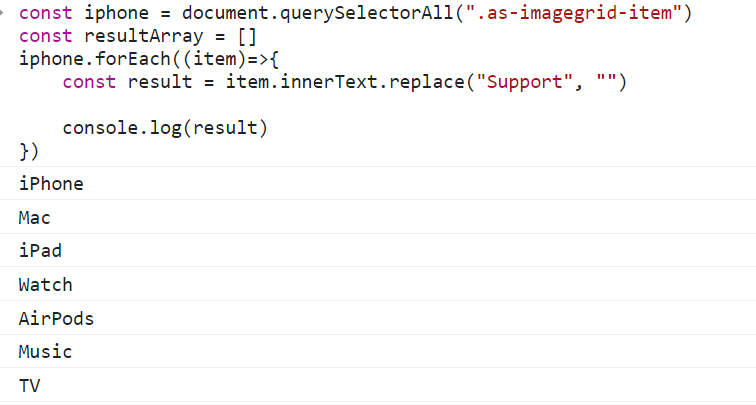 const iphone = document.querySelectorAll(".as-imagegrid-item")
const resultArray = []
iphone.forEach((item)=>{
    const result = item.innerText.replace("Support", "")
    console.log(result)
})
iPhone
Mac
iPad
Watch
AirPods
Music
TV